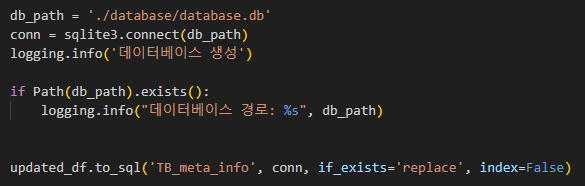 db_path = './database/database.db'
conn = sqlite3.connect(db_path)
logging.info('데이터베이스 생성')
if Path(db_path).exists():
    logging.info("데이터베이스 경로: %s", db_path)
updated_df.to_sql('TB_meta_info', conn, if_exists='replace', index=False)